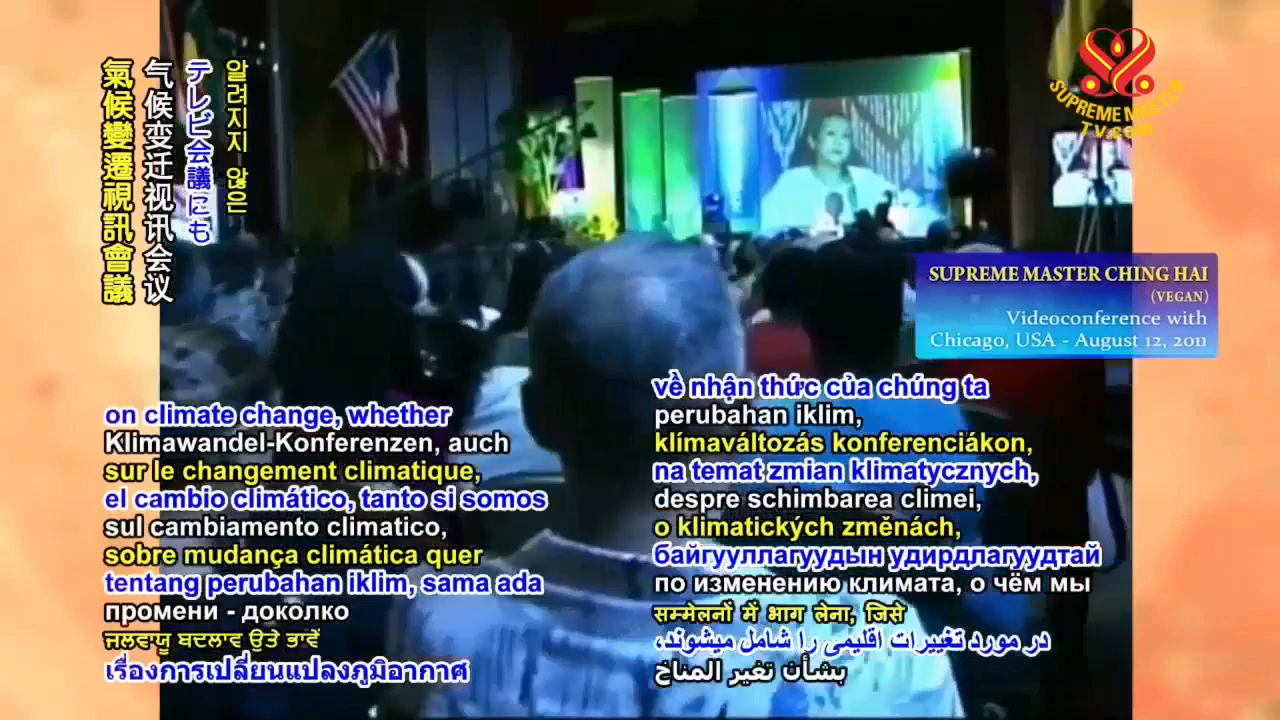 氣候變遷視訊會議
气候变迁视讯会议
テレビ会議にも
알려지지 않은
SUPREME MASTER
TV.COM
SUPREME MASTER CHING HAI
(VEGAN)
Videoconference with
Chicago, USA - August 12, 2011
on climate change, whether
Klimawandel-Konferenzen, auch
sur le changement climatique,
el cambio climático, tanto si somos
sul cambiamento climatico,
sobre mudança climática quer
tentang perubahan iklim, sama ada
промени - доколко
ਜਲਵਾਯੂ ਬਦਲਾਵ ਉਤੇ ਭਾਵੇਂ
เรื่องการเปลี่ยนแปลงภูมิอากาศ
về nhận thức của chúng ta
perubahan iklim,
klímaváltozás konferenciákon,
na temat zmian klimatycznych,
despre schimbarea climei,
o klimatických změnách,
байгууллагуудын удирдлагуудтай
по изменению климата, о чём мы
सम्मेलनों में भाग लेना, जिसे
در مورد تغییرات اقلیمی را شامل میشوند،
بشأن تغير المناخ